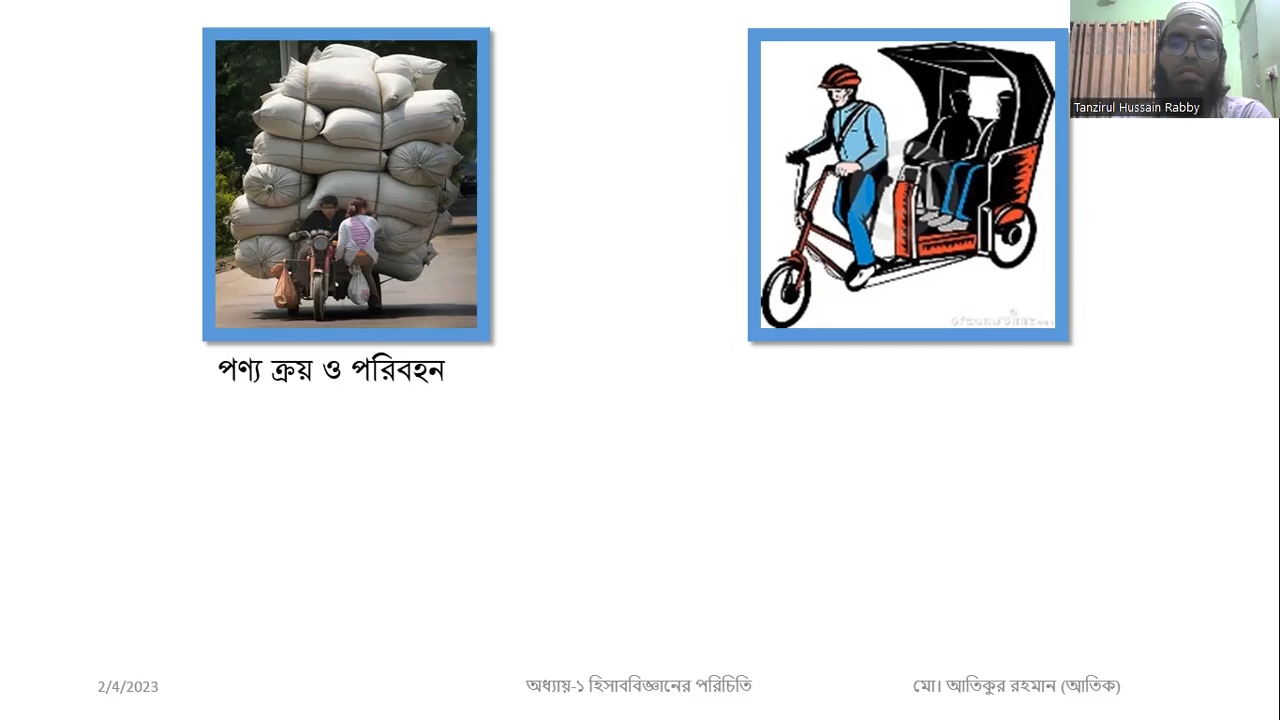 Tanzirul Hussain Rabby
পণ্য ক্রয় ও পরিবহন
2/4/2023
অধ্যায়-১ হিসাববিজ্ঞানের পরিচিতি
মো। আতিকুর রহমান (আতিক)